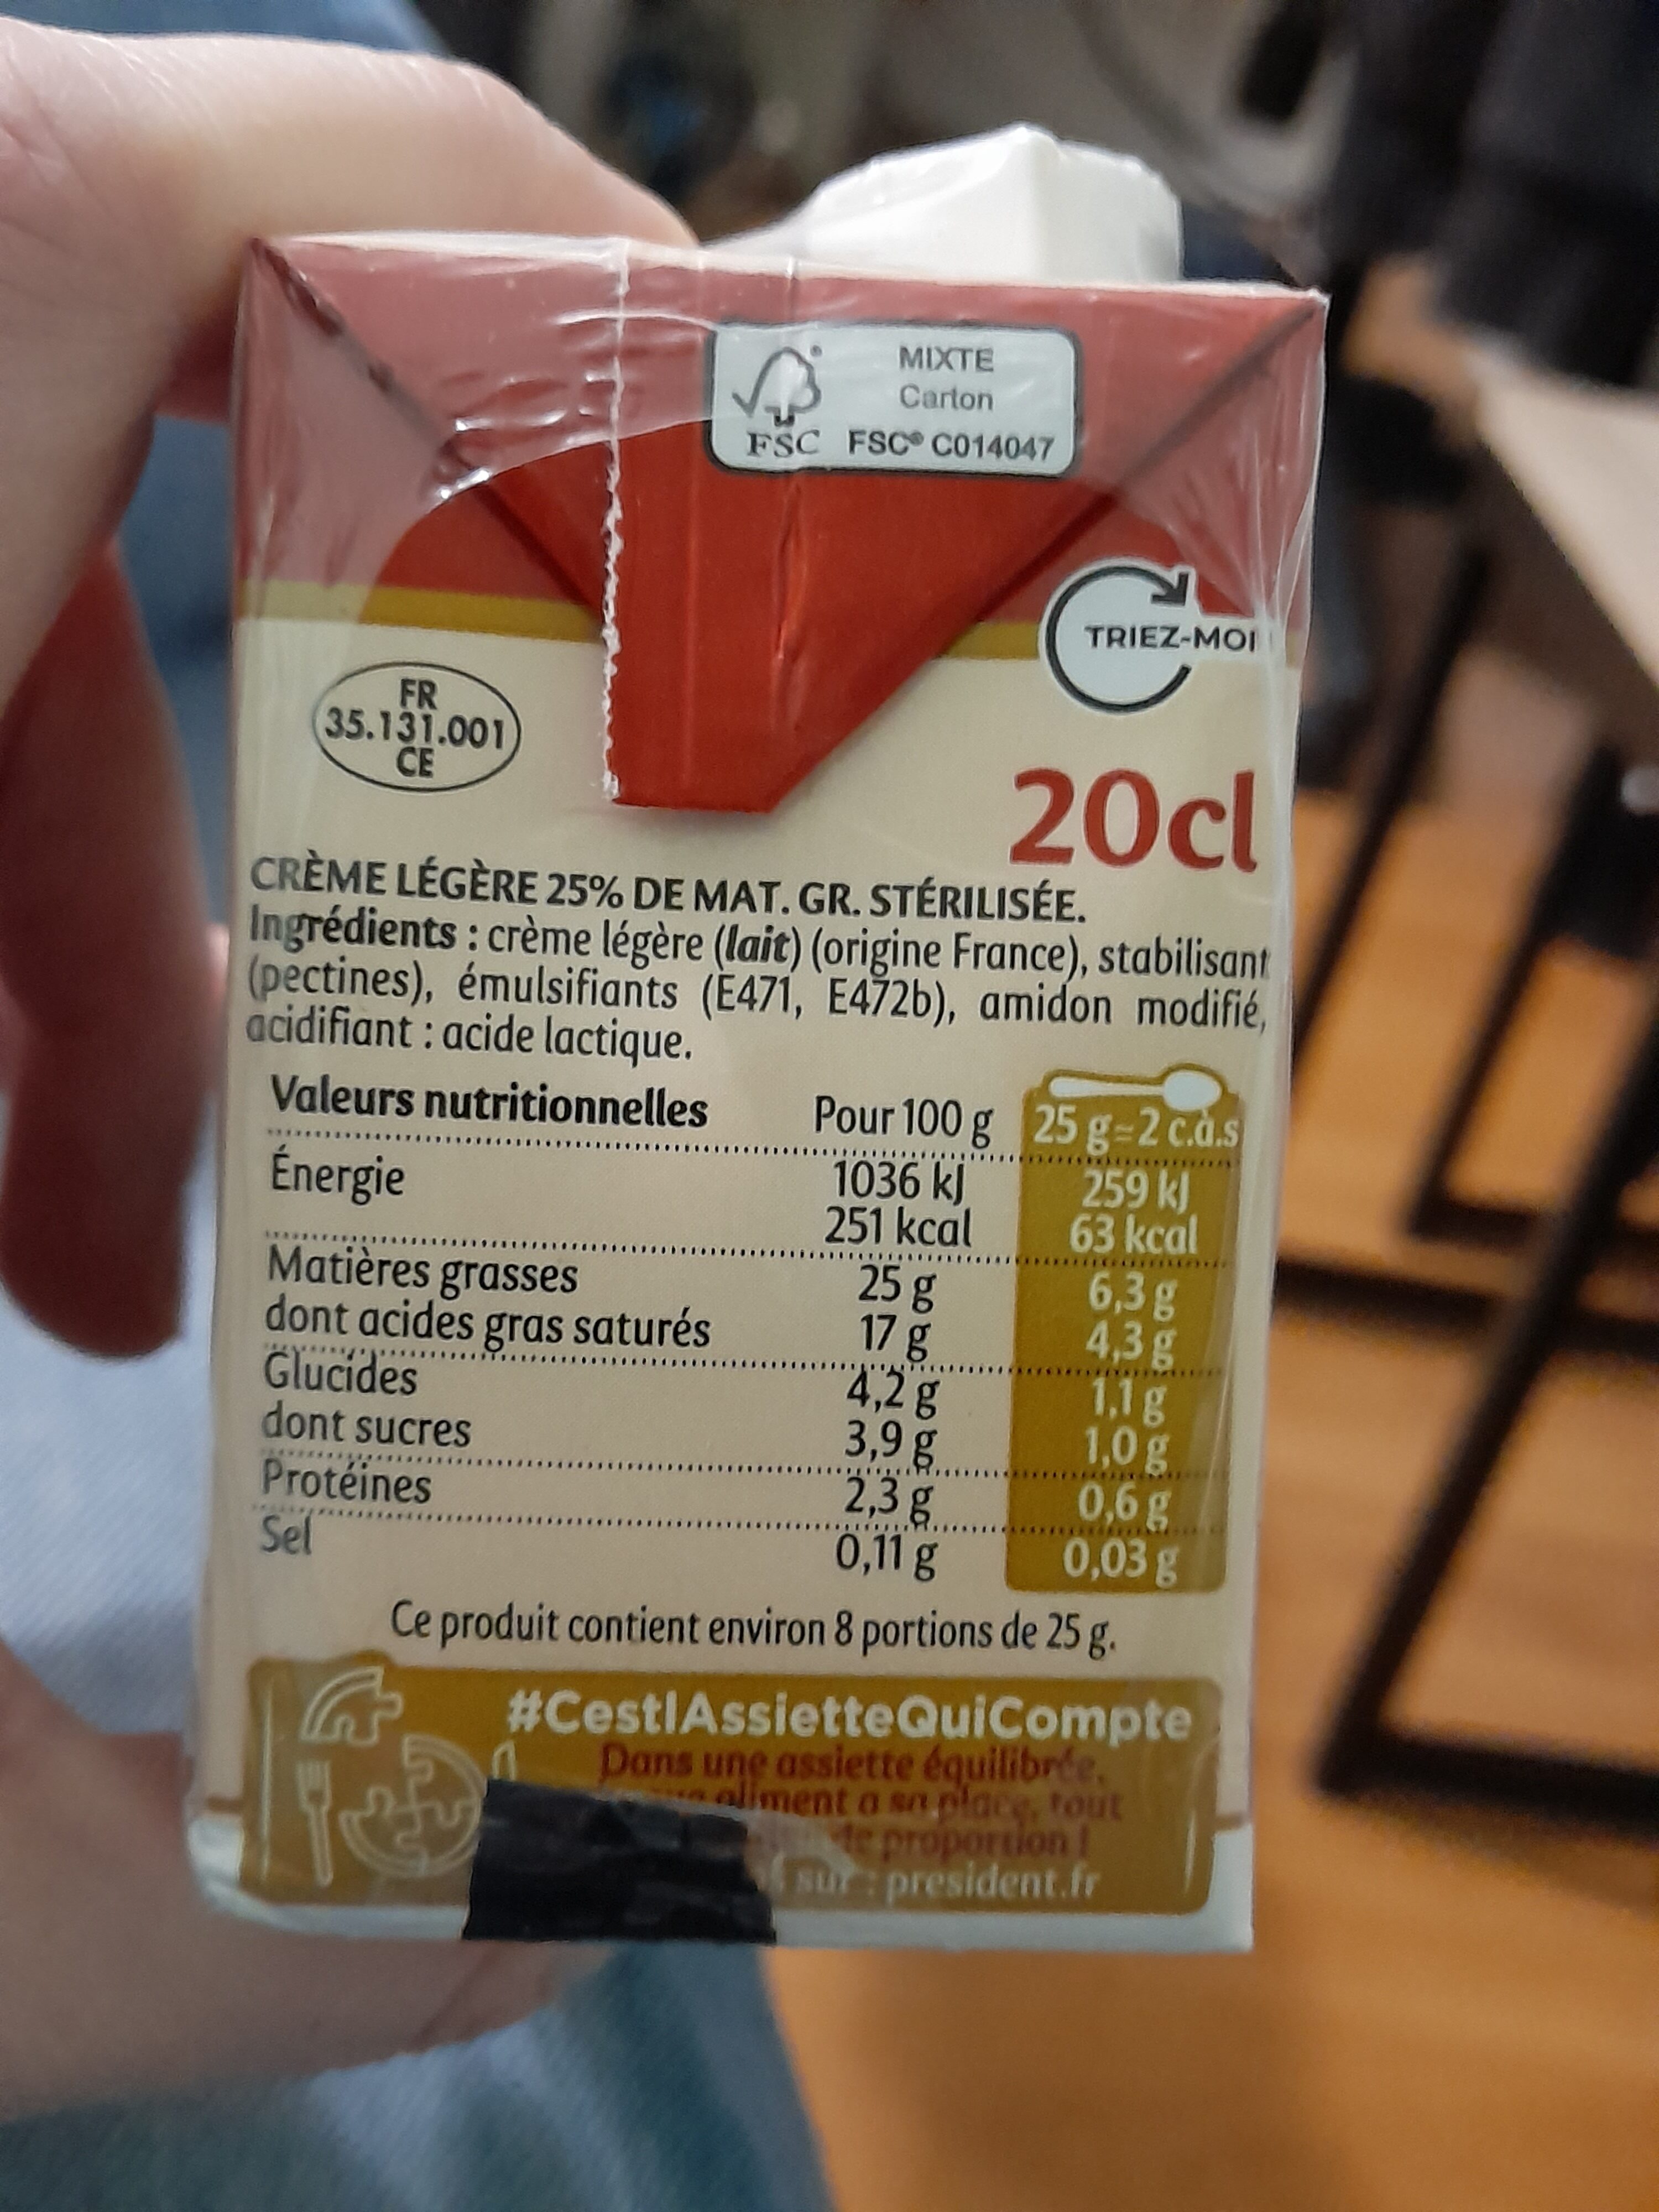 MIXTE
Carton
FSC FSC® C014047
TRIEZ-MOI
FR
35.131.001
CE
20cl
CRÈME LÉGÈRE 25% DE MAT. GR. STÉRILISÉE.
Ingrédients : crème légère (lait) (origine France), stabilisant
(pectines), émulsifiants (E471, E472b), amidon modifié,
acidifiant : acide lactique.
Valeurs nutritionnelles Pour 100 g 25 g=2 c.à.s
Énergie 1036 kJ 259 kJ
251 kcal 63 kcal
Matières grasses 25 g 6,3 g
dont acides gras saturés 17 g 4,3 g
Glucides 4,2 g 1,1 g
dont sucres 3,9 g 1,0 g
Protéines 2,3 g 0,6 g
Sel 0,11 g 0,03 g
Ce produit contient environ 8 portions de 25 g.
#CestlAssietteQuiCompte
Dans une assiette équilibrée,
aliment a sa place, tout
de proportion !
sur : president.fr